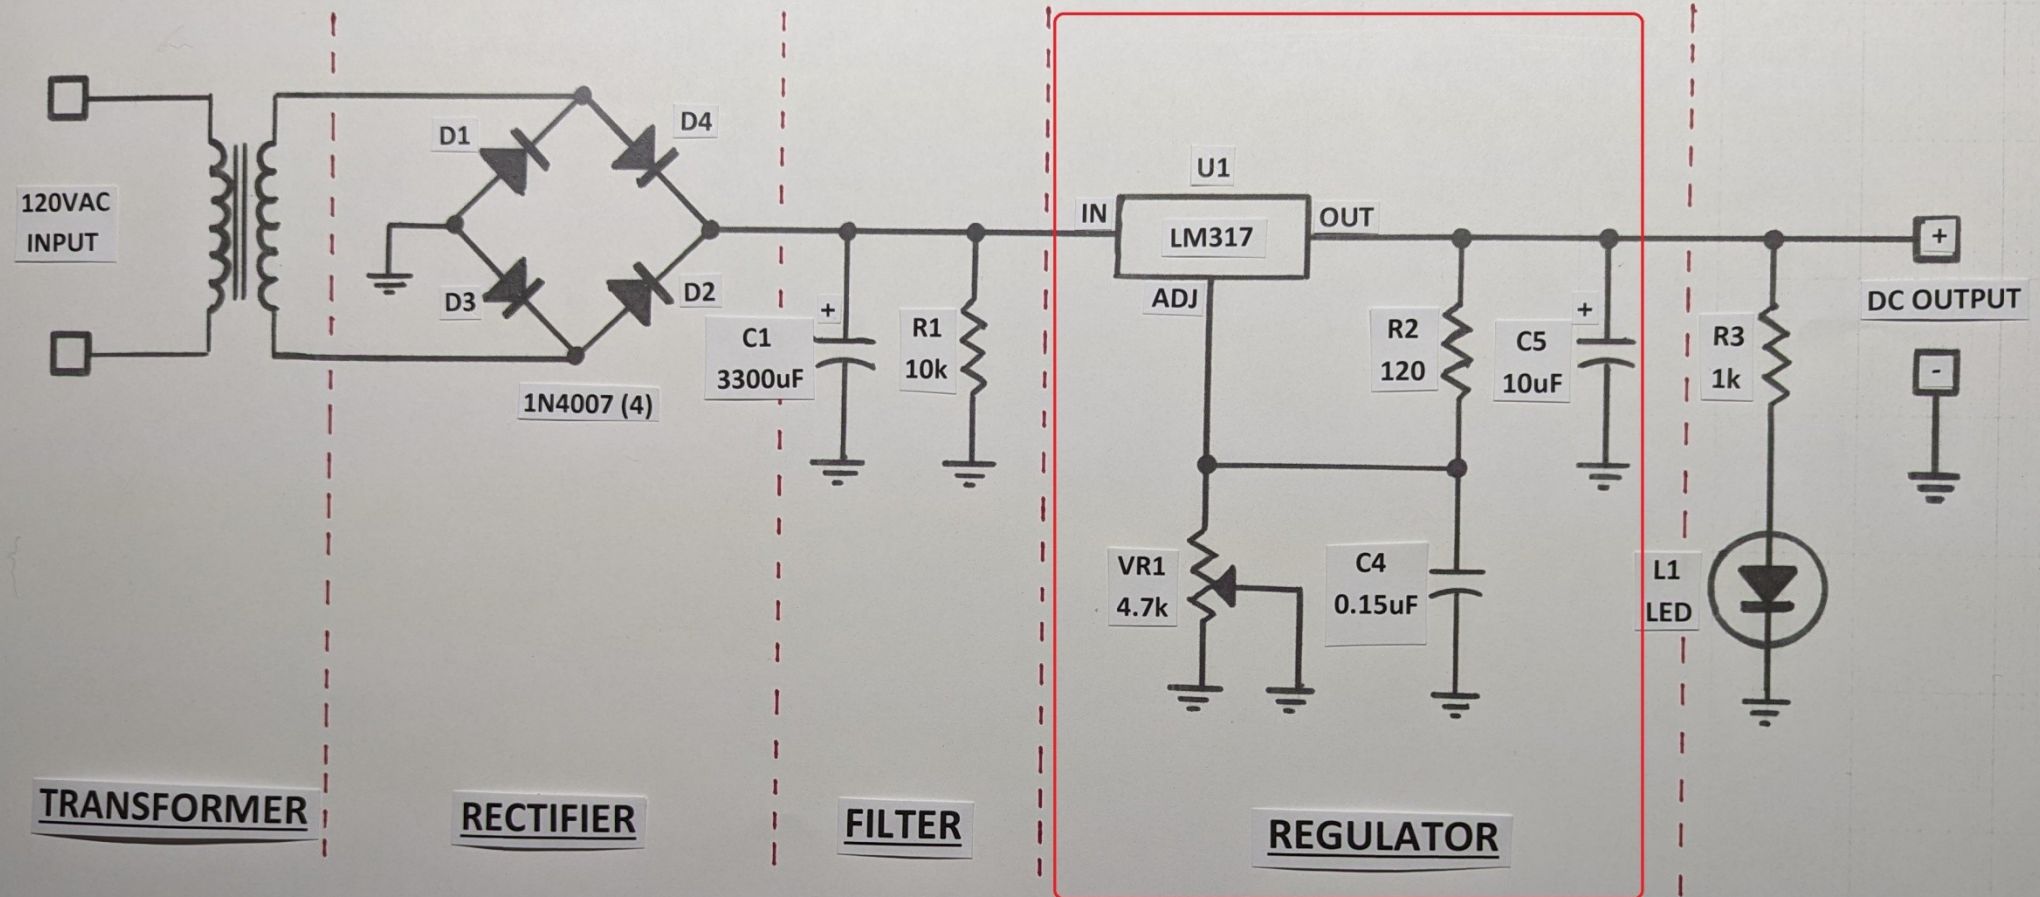 120VAC
INPUT
D1
D4
D3
D2
1N4007 (4)
+
C1
3300uF
R1
10k
U1
IN
LM317
OUT
ADJ
R2
120
+
C5
10uF
VR1
4.7k
C4
0.15uF
R3
1k
L1
LED
+
DC OUTPUT
-
TRANSFORMER
RECTIFIER
FILTER
REGULATOR